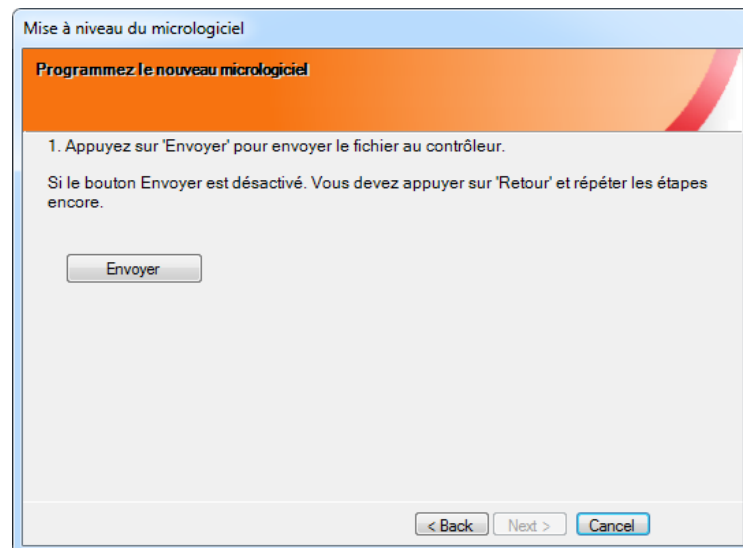 Mise à niveau du micrologiciel
Programmez le nouveau micrologiciel
1. Appuyez sur 'Envoyer' pour envoyer le fichier au contrôleur.
Si le bouton Envoyer est désactivé. Vous devez appuyer sur 'Retour' et répéter les étapes
encore.
Envoyer
< Back Next > Cancel